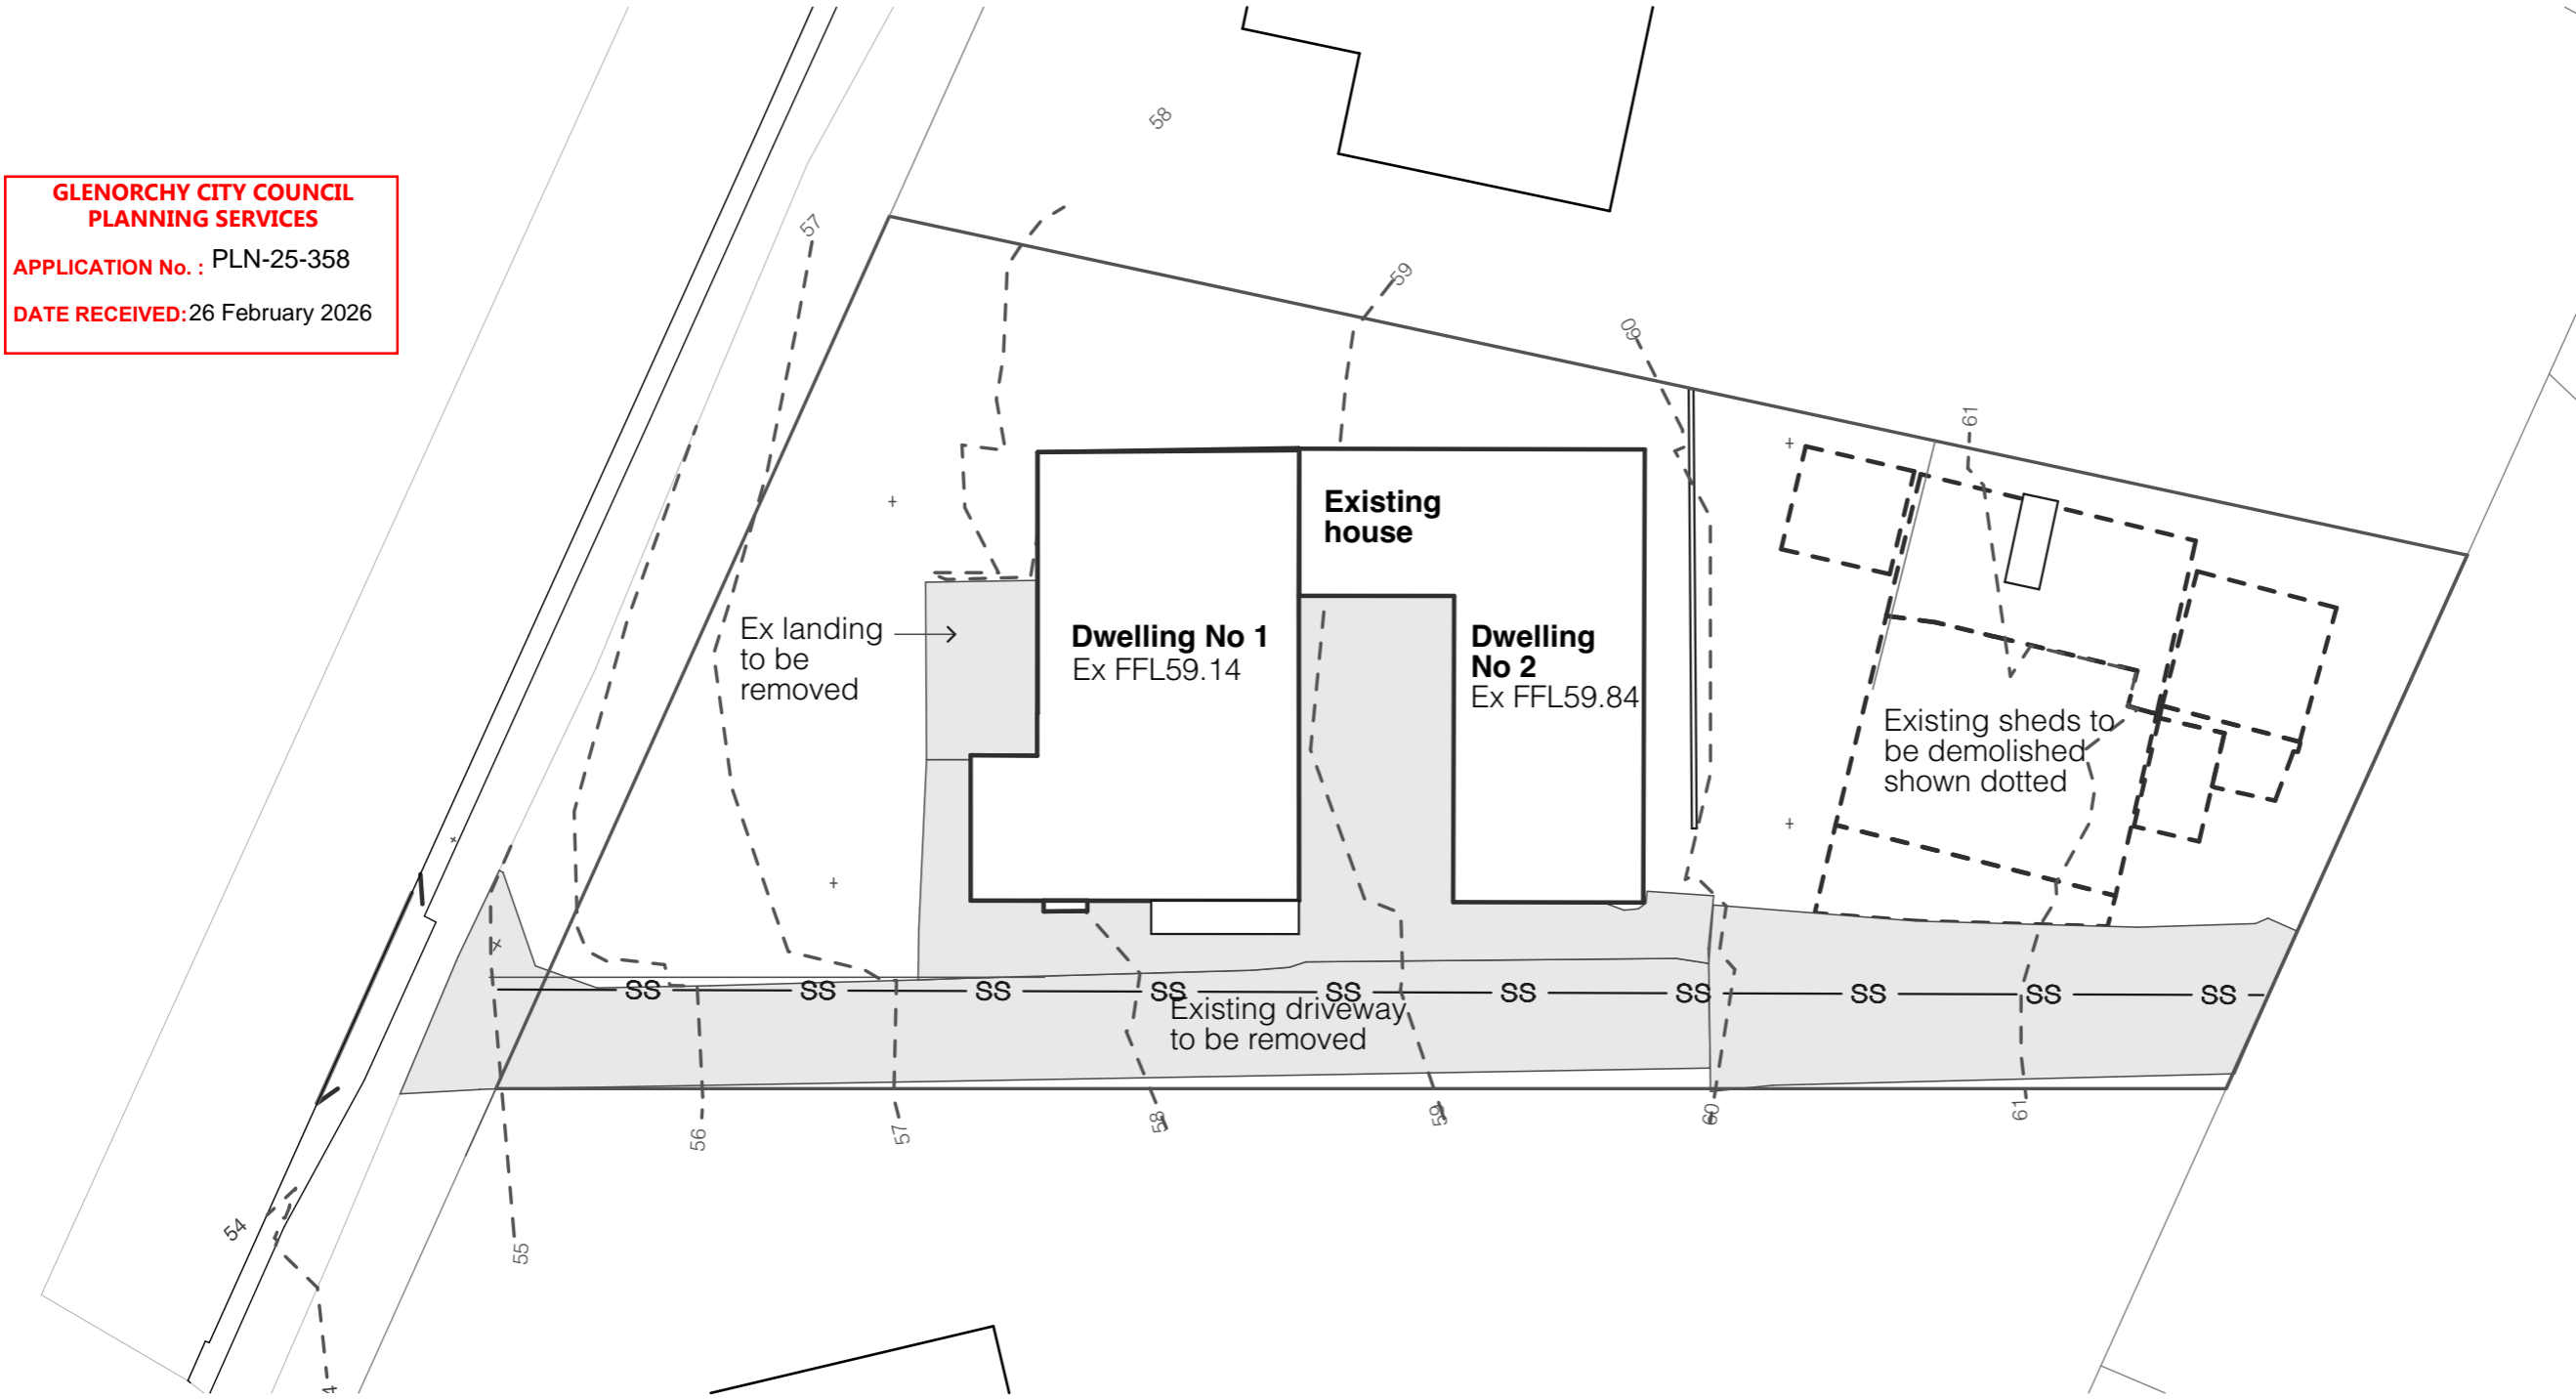 GLENORCHY CITY COUNCIL
PLANNING SERVICES
APPLICATION No. : PLN-25-358
DATE RECEIVED: 26 February 2026
58
57
59
60
61
Existing
house
Ex landing
to be
removed
Dwelling No 1
Ex FFL59.14
Dwelling
No 2
Ex FFL59.84
Existing sheds to
be demolished
shown dotted
SS SS SS SS SS SS SS SS SS SS
Existing driveway
to be removed
56
57
58
59
60
61
54
55